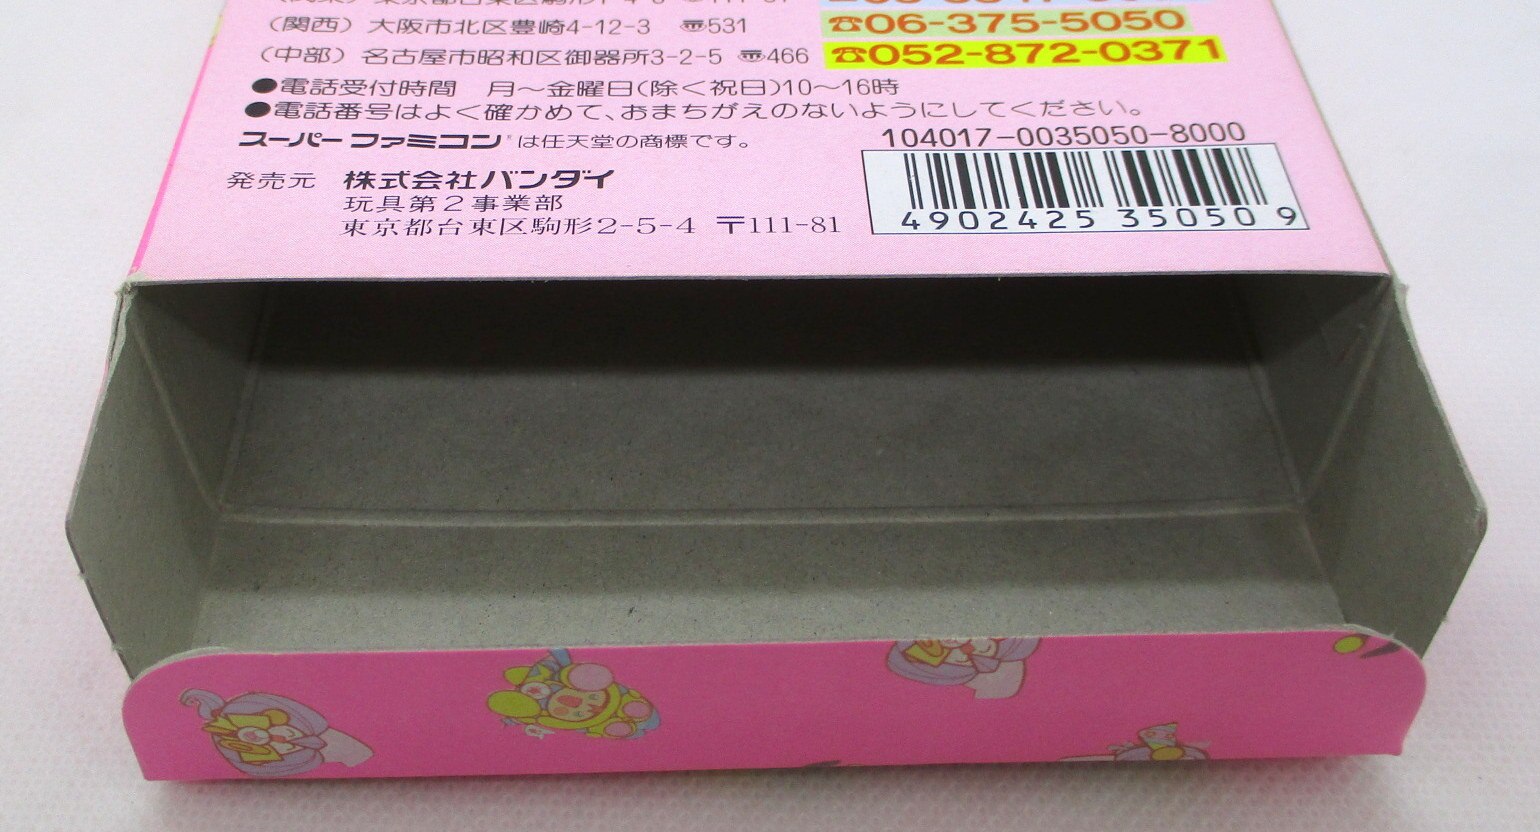 (関西) 大阪市北区豊崎4-12-3 〠531 ☎06-375-5050
(中部) 名古屋市昭和区御器所3-2-5 〠466 ☎052-872-0371
●電話受付時間 月〜金曜日(除く祝日)10〜16時
●電話番号はよく確かめて、おまちがえのないようにしてください。
スーパーファミコンは任天堂の商標です。
104017-0035050-8000
発売元 株式会社バンダイ
玩具第2事業部
東京都台東区駒形2-5-4 〒111-81
4902425350509